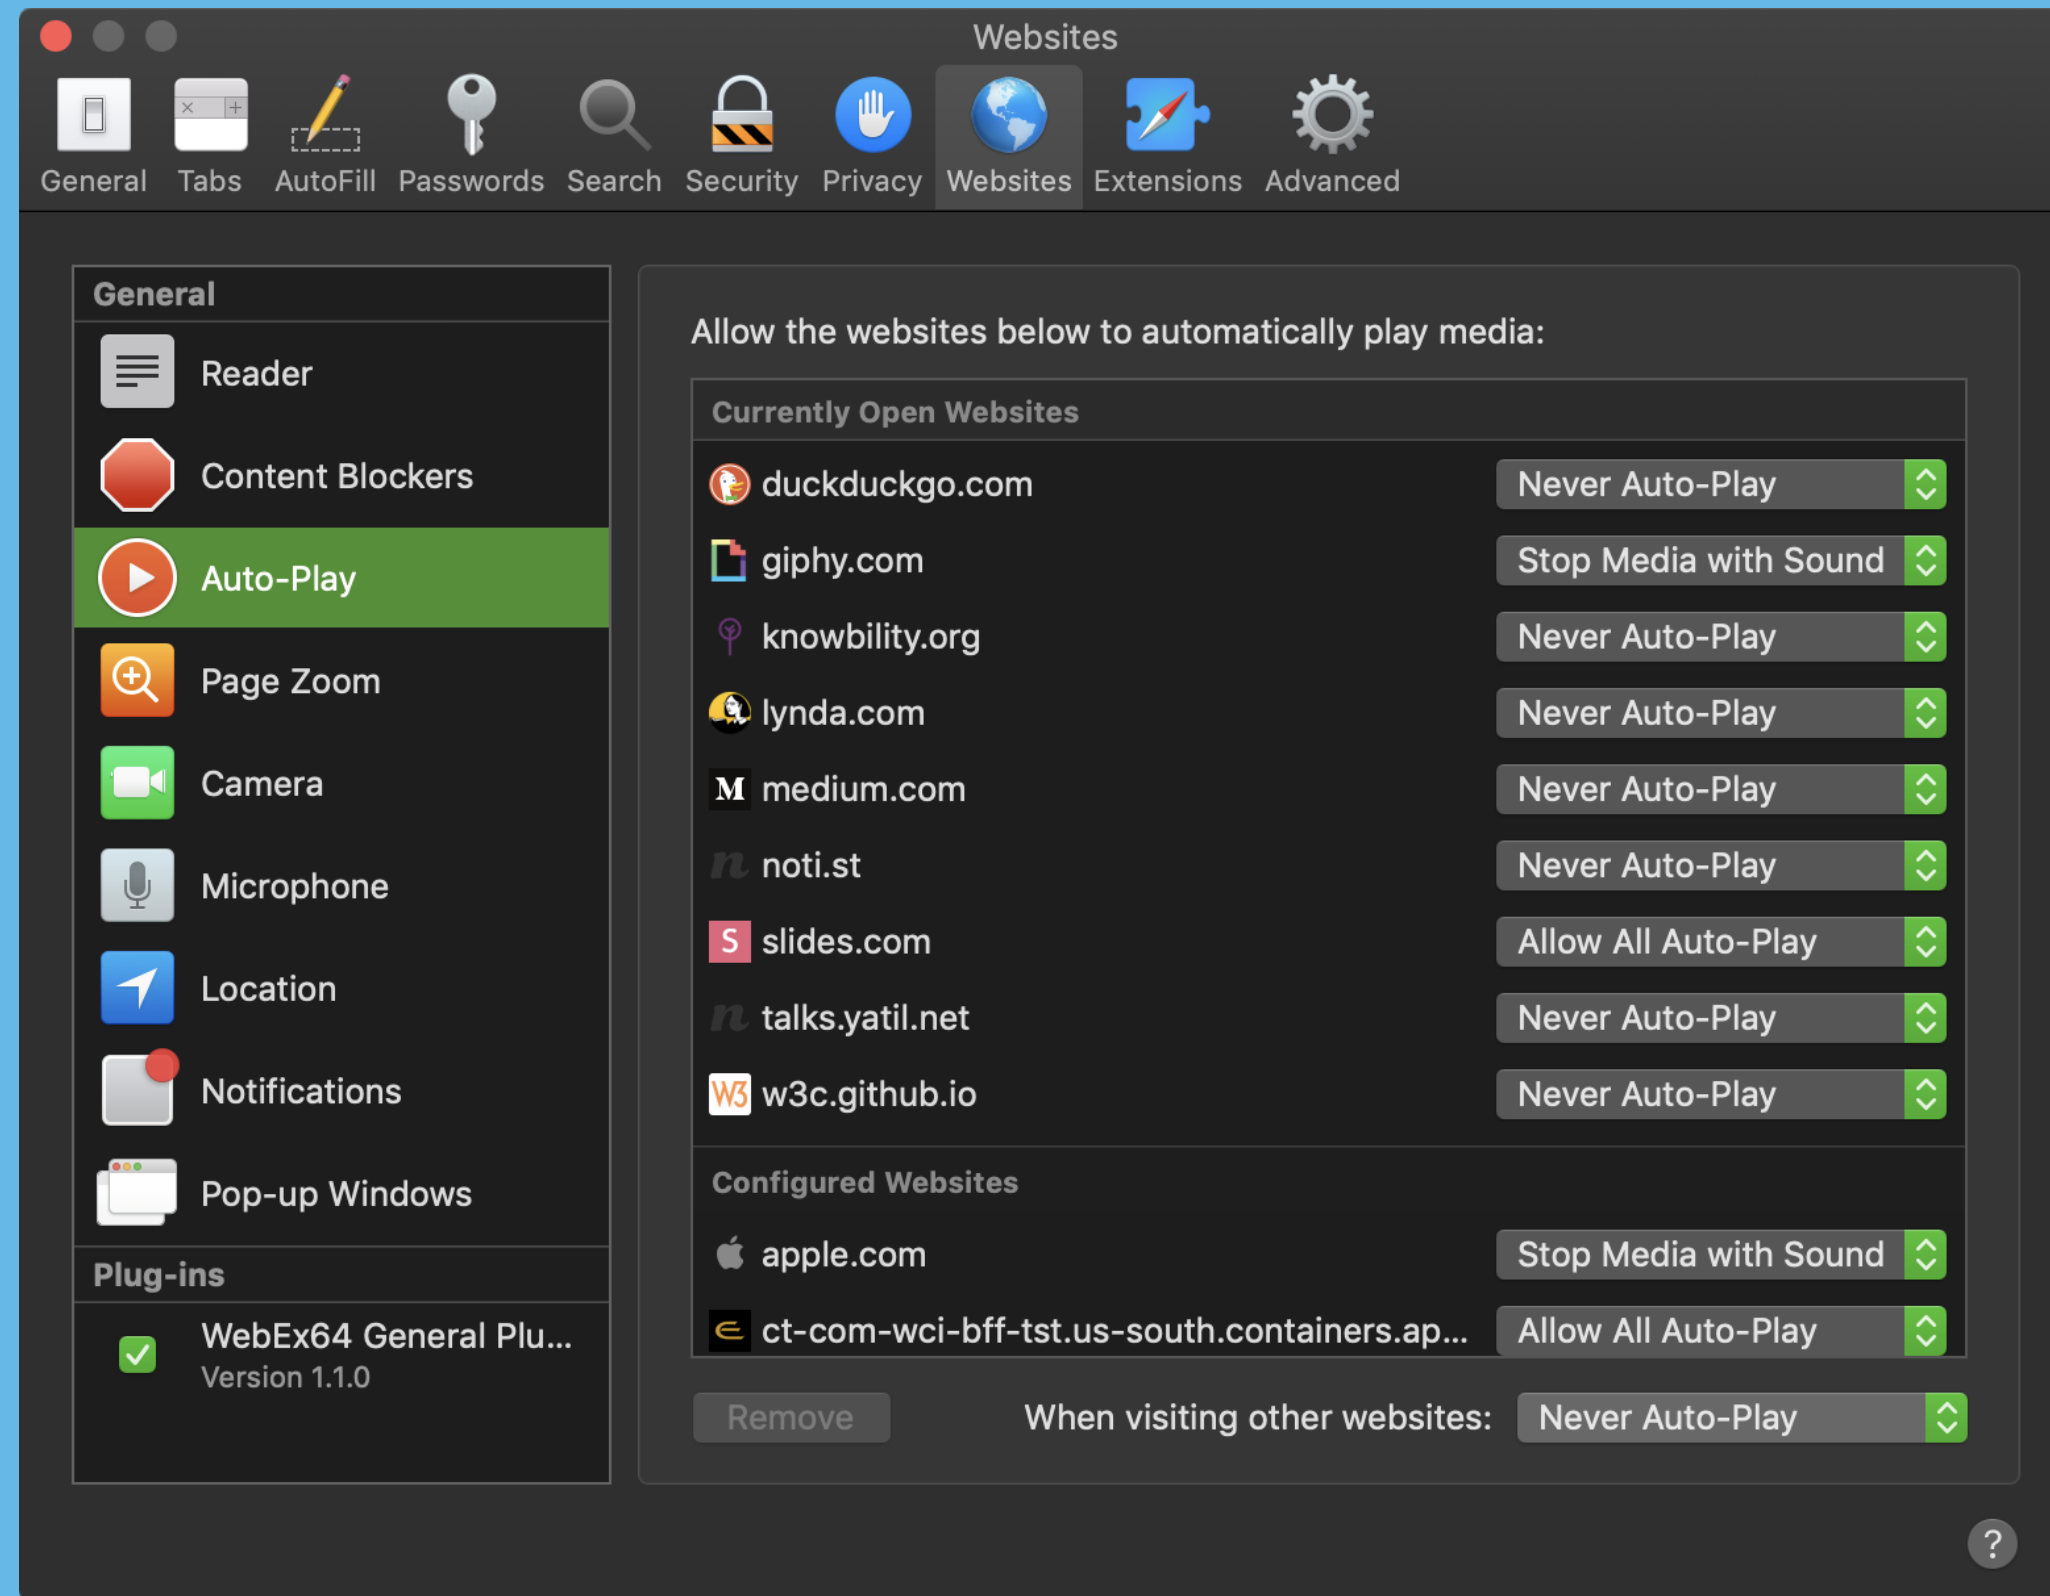 Websites
General Tabs AutoFill Passwords Search Security Privacy Websites Extensions Advanced
General
Reader
Content Blockers
Auto-Play
Page Zoom
Camera
Microphone
Location
Notifications
Pop-up Windows
Plug-ins
WebEx64 General Plu...
Version 1.1.0
Allow the websites below to automatically play media:
Currently Open Websites
duckduckgo.com Never Auto-Play
giphy.com Stop Media with Sound
knowbility.org Never Auto-Play
lynda.com Never Auto-Play
M medium.com Never Auto-Play
n noti.st Never Auto-Play
S slides.com Allow All Auto-Play
n talks.yatil.net Never Auto-Play
W3 w3c.github.io Never Auto-Play
Configured Websites
apple.com Stop Media with Sound
ct-com-wci-bff-tst.us-south.containers.ap... Allow All Auto-Play
Remove When visiting other websites: Never Auto-Play
?